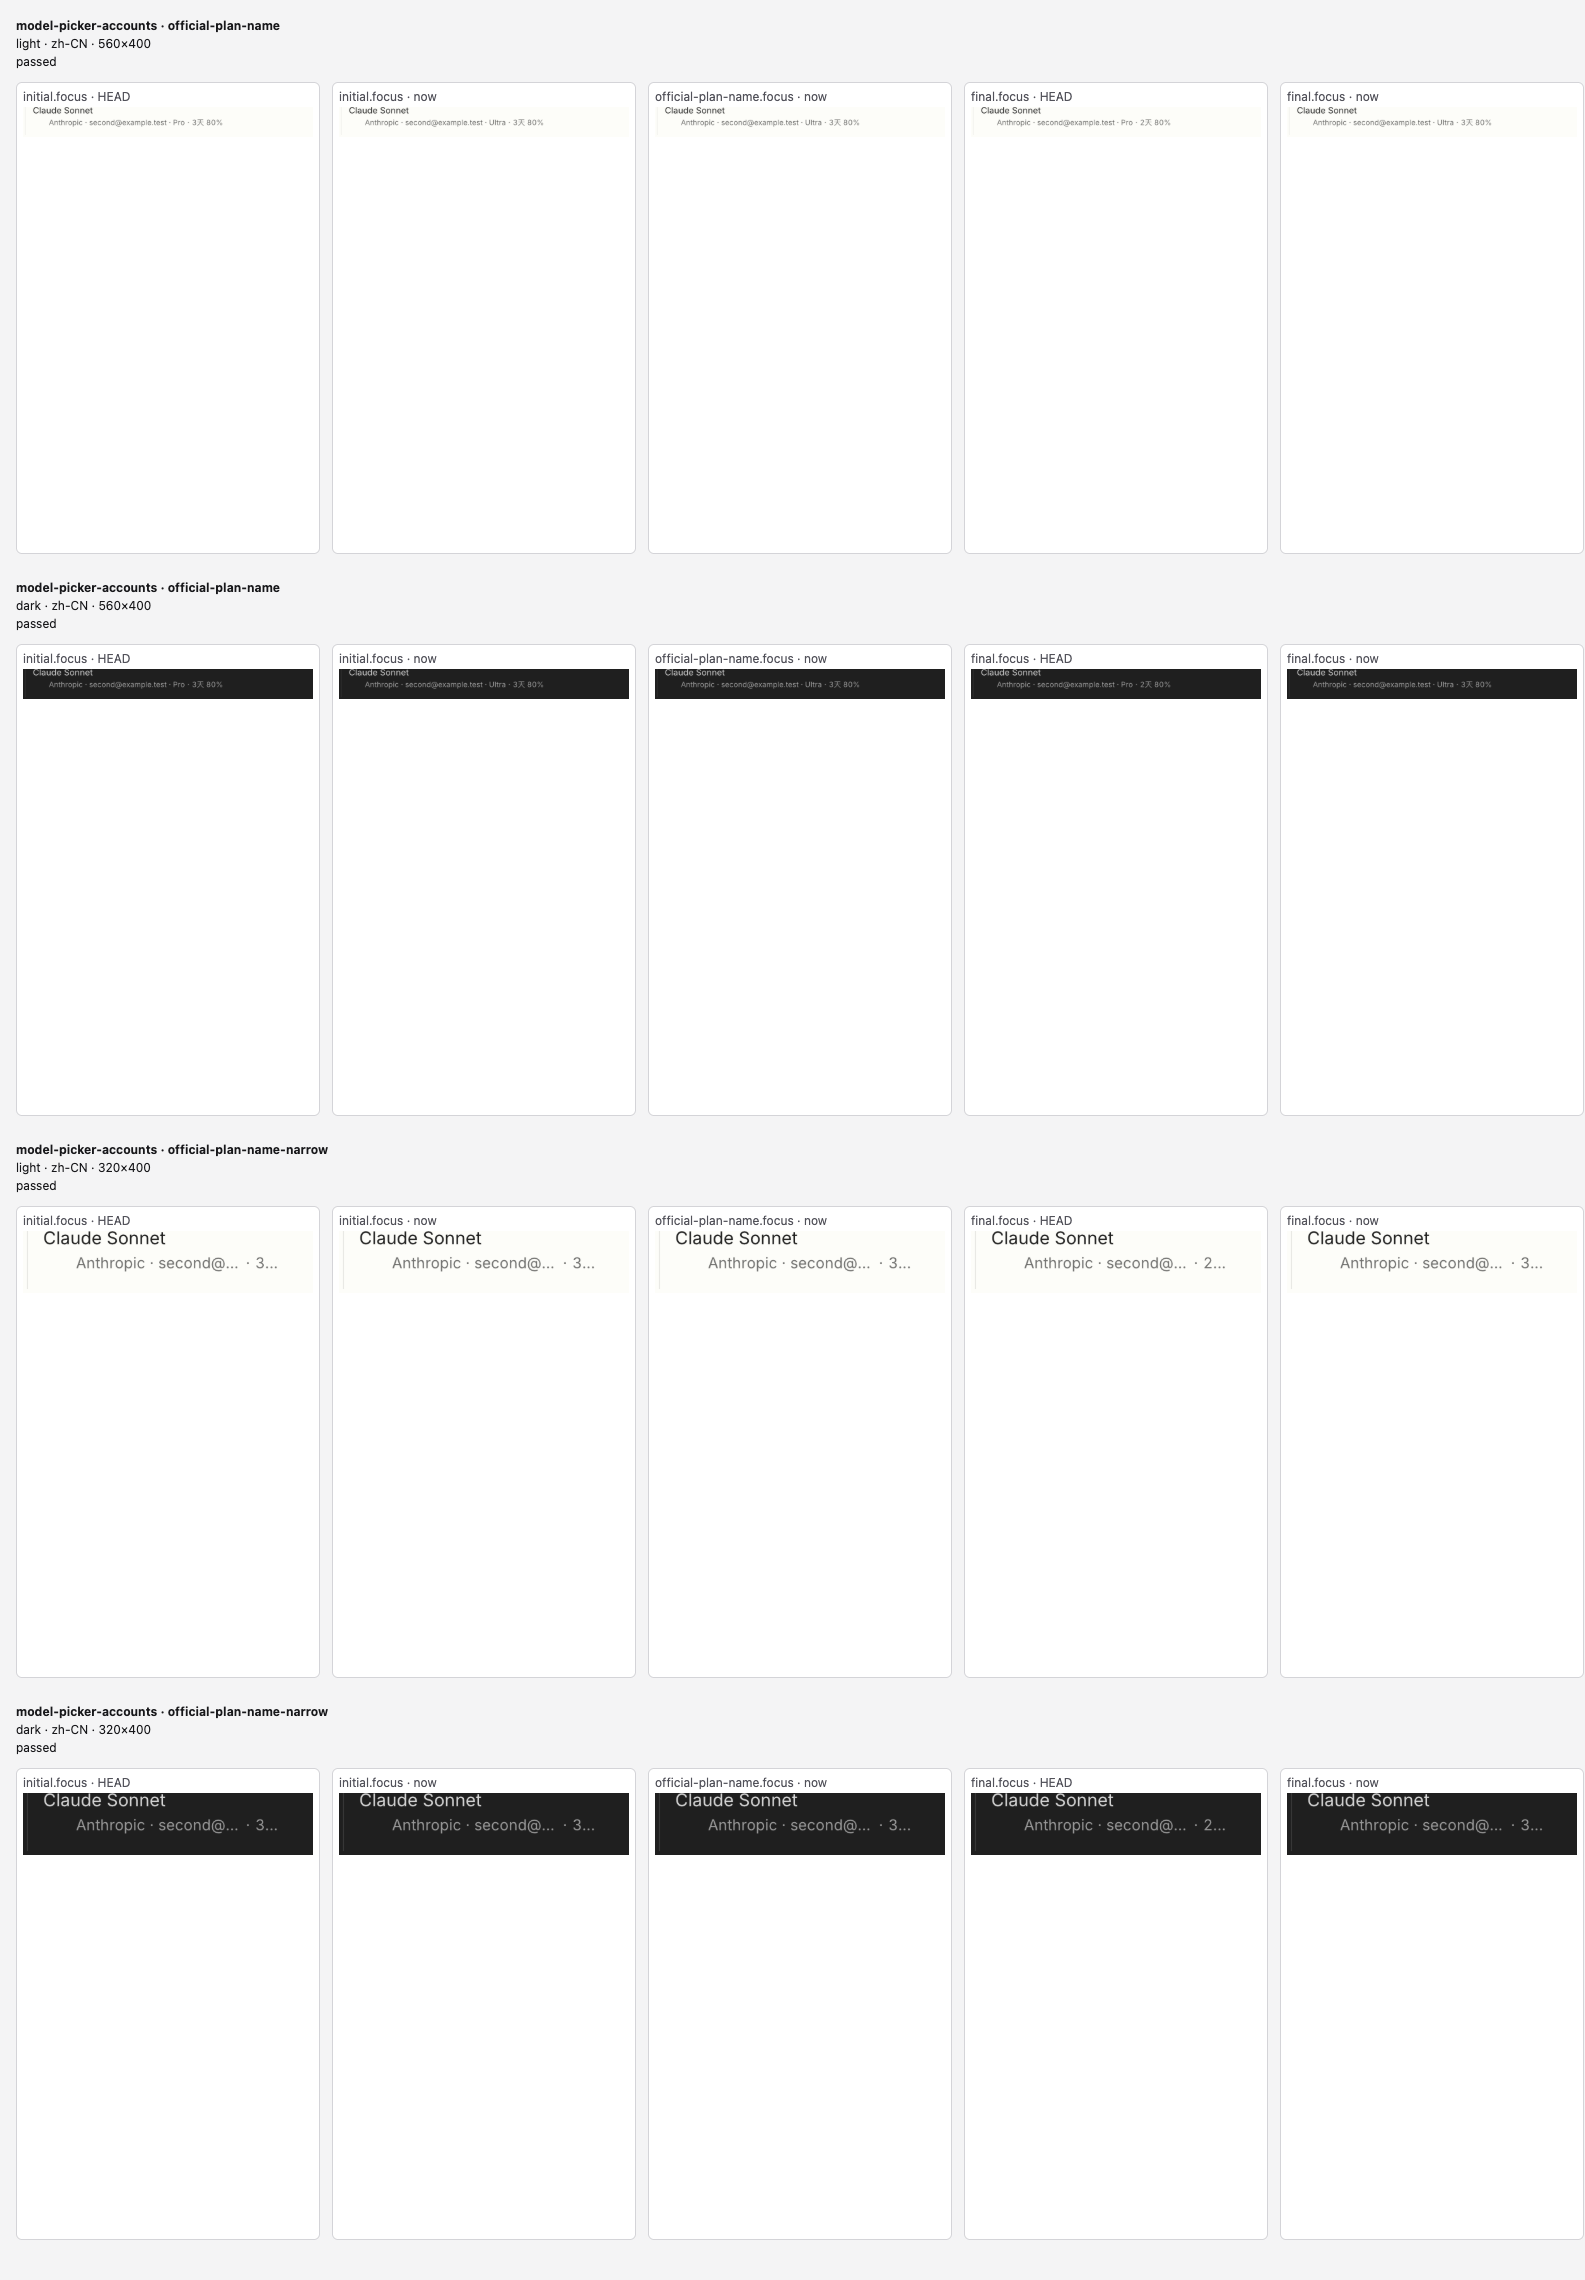 model-picker-accounts · official-plan-name
light · zh-CN · 560×400
passed
initial.focus · HEAD
Claude Sonnet
Anthropic · second@example.test · Pro · 3天 80%
initial.focus · now
Claude Sonnet
Anthropic · second@example.test · Ultra · 3天 80%
official-plan-name.focus · now
Claude Sonnet
Anthropic · second@example.test · Ultra · 3天 80%
final.focus · HEAD
Claude Sonnet
Anthropic · second@example.test · Pro · 2天 80%
final.focus · now
Claude Sonnet
Anthropic · second@example.test · Ultra · 3天 80%
model-picker-accounts · official-plan-name
dark · zh-CN · 560×400
passed
initial.focus · HEAD
Claude Sonnet
Anthropic · second@example.test · Pro · 3天 80%
initial.focus · now
Claude Sonnet
Anthropic · second@example.test · Ultra · 3天 80%
official-plan-name.focus · now
Claude Sonnet
Anthropic · second@example.test · Ultra · 3天 80%
final.focus · HEAD
Claude Sonnet
Anthropic · second@example.test · Pro · 2天 80%
final.focus · now
Claude Sonnet
Anthropic · second@example.test · Ultra · 3天 80%
model-picker-accounts · official-plan-name-narrow
light · zh-CN · 320×400
passed
initial.focus · HEAD
Claude Sonnet
Anthropic · second@... · 3...
initial.focus · now
Claude Sonnet
Anthropic · second@... · 3...
official-plan-name.focus · now
Claude Sonnet
Anthropic · second@... · 3...
final.focus · HEAD
Claude Sonnet
Anthropic · second@... · 2...
final.focus · now
Claude Sonnet
Anthropic · second@... · 3...
model-picker-accounts · official-plan-name-narrow
dark · zh-CN · 320×400
passed
initial.focus · HEAD
Claude Sonnet
Anthropic · second@... · 3...
initial.focus · now
Claude Sonnet
Anthropic · second@... · 3...
official-plan-name.focus · now
Claude Sonnet
Anthropic · second@... · 3...
final.focus · HEAD
Claude Sonnet
Anthropic · second@... · 2...
final.focus · now
Claude Sonnet
Anthropic · second@... · 3...